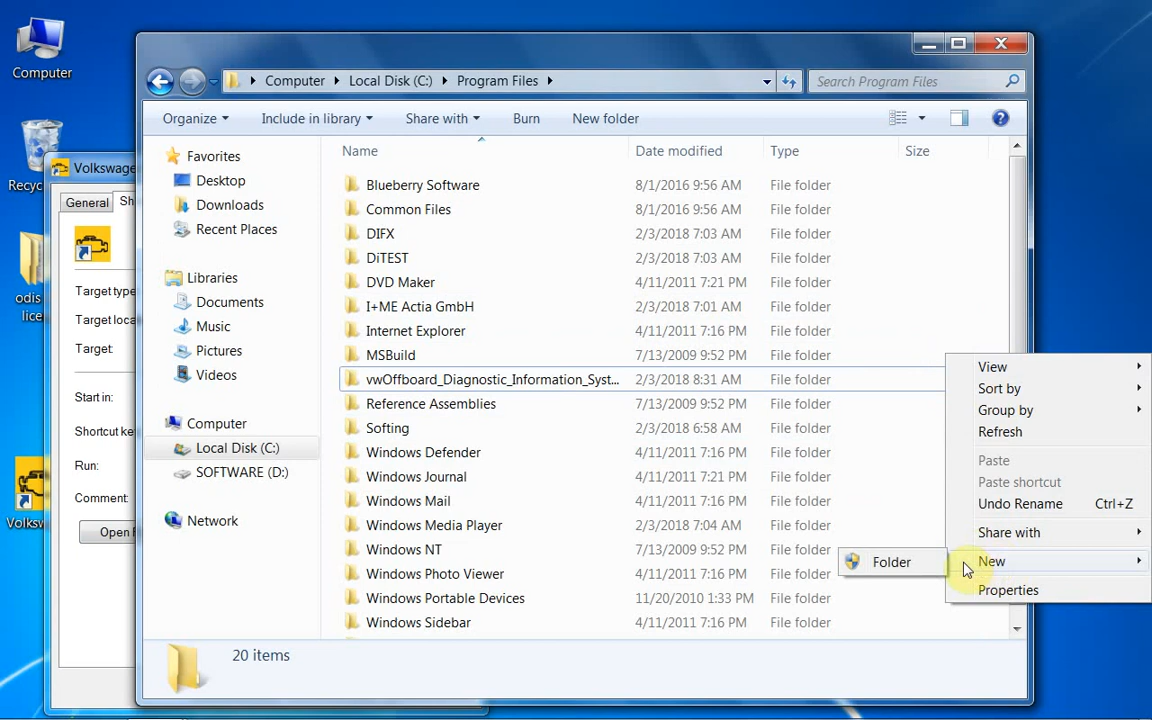 Computer
Recyc
odis
lice
Volksw
Volkswage
General
Sh
Target type
Target loca
Target:
Start in:
Shortcut ke
Run:
Comment:
Open F
Computer
Local Disk (C:)
Program Files
Search Program Files
Organize
Include in library
Share with
Burn
New folder
Favorites
Desktop
Downloads
Recent Places
Libraries
Documents
Music
Pictures
Videos
Computer
Local Disk (C:)
SOFTWARE (D:)
Network
Name Date modified Type Size
Blueberry Software 8/1/2016 9:56 AM File folder
Common Files 8/1/2016 9:56 AM File folder
DIFX 2/3/2018 7:03 AM File folder
DiTEST 2/3/2018 7:03 AM File folder
DVD Maker 4/11/2011 7:21 PM File folder
I+ME Actia GmbH 2/3/2018 7:01 AM File folder
Internet Explorer 4/11/2011 7:16 PM File folder
MSBuild 7/13/2009 9:52 PM File folder
vwOffboard_Diagnostic_Information_Syst... 2/3/2018 8:31 AM File folder
Reference Assemblies 7/13/2009 9:52 PM File folder
Softing 2/3/2018 6:58 AM File folder
Windows Defender 4/11/2011 7:16 PM File folder
Windows Journal 4/11/2011 7:21 PM File folder
Windows Mail 4/11/2011 7:16 PM File folder
Windows Media Player 2/3/2018 7:04 AM File folder
Windows NT 7/13/2009 9:52 PM File folder
Windows Photo Viewer 4/11/2011 7:16 PM File folder
Windows Portable Devices 11/20/2010 1:33 PM File folder
Windows Sidebar 4/11/2011 7:16 PM File folder
20 items
View
Sort by
Group by
Refresh
Paste
Paste shortcut
Undo Rename Ctrl+Z
Share with
New
Properties
Folder